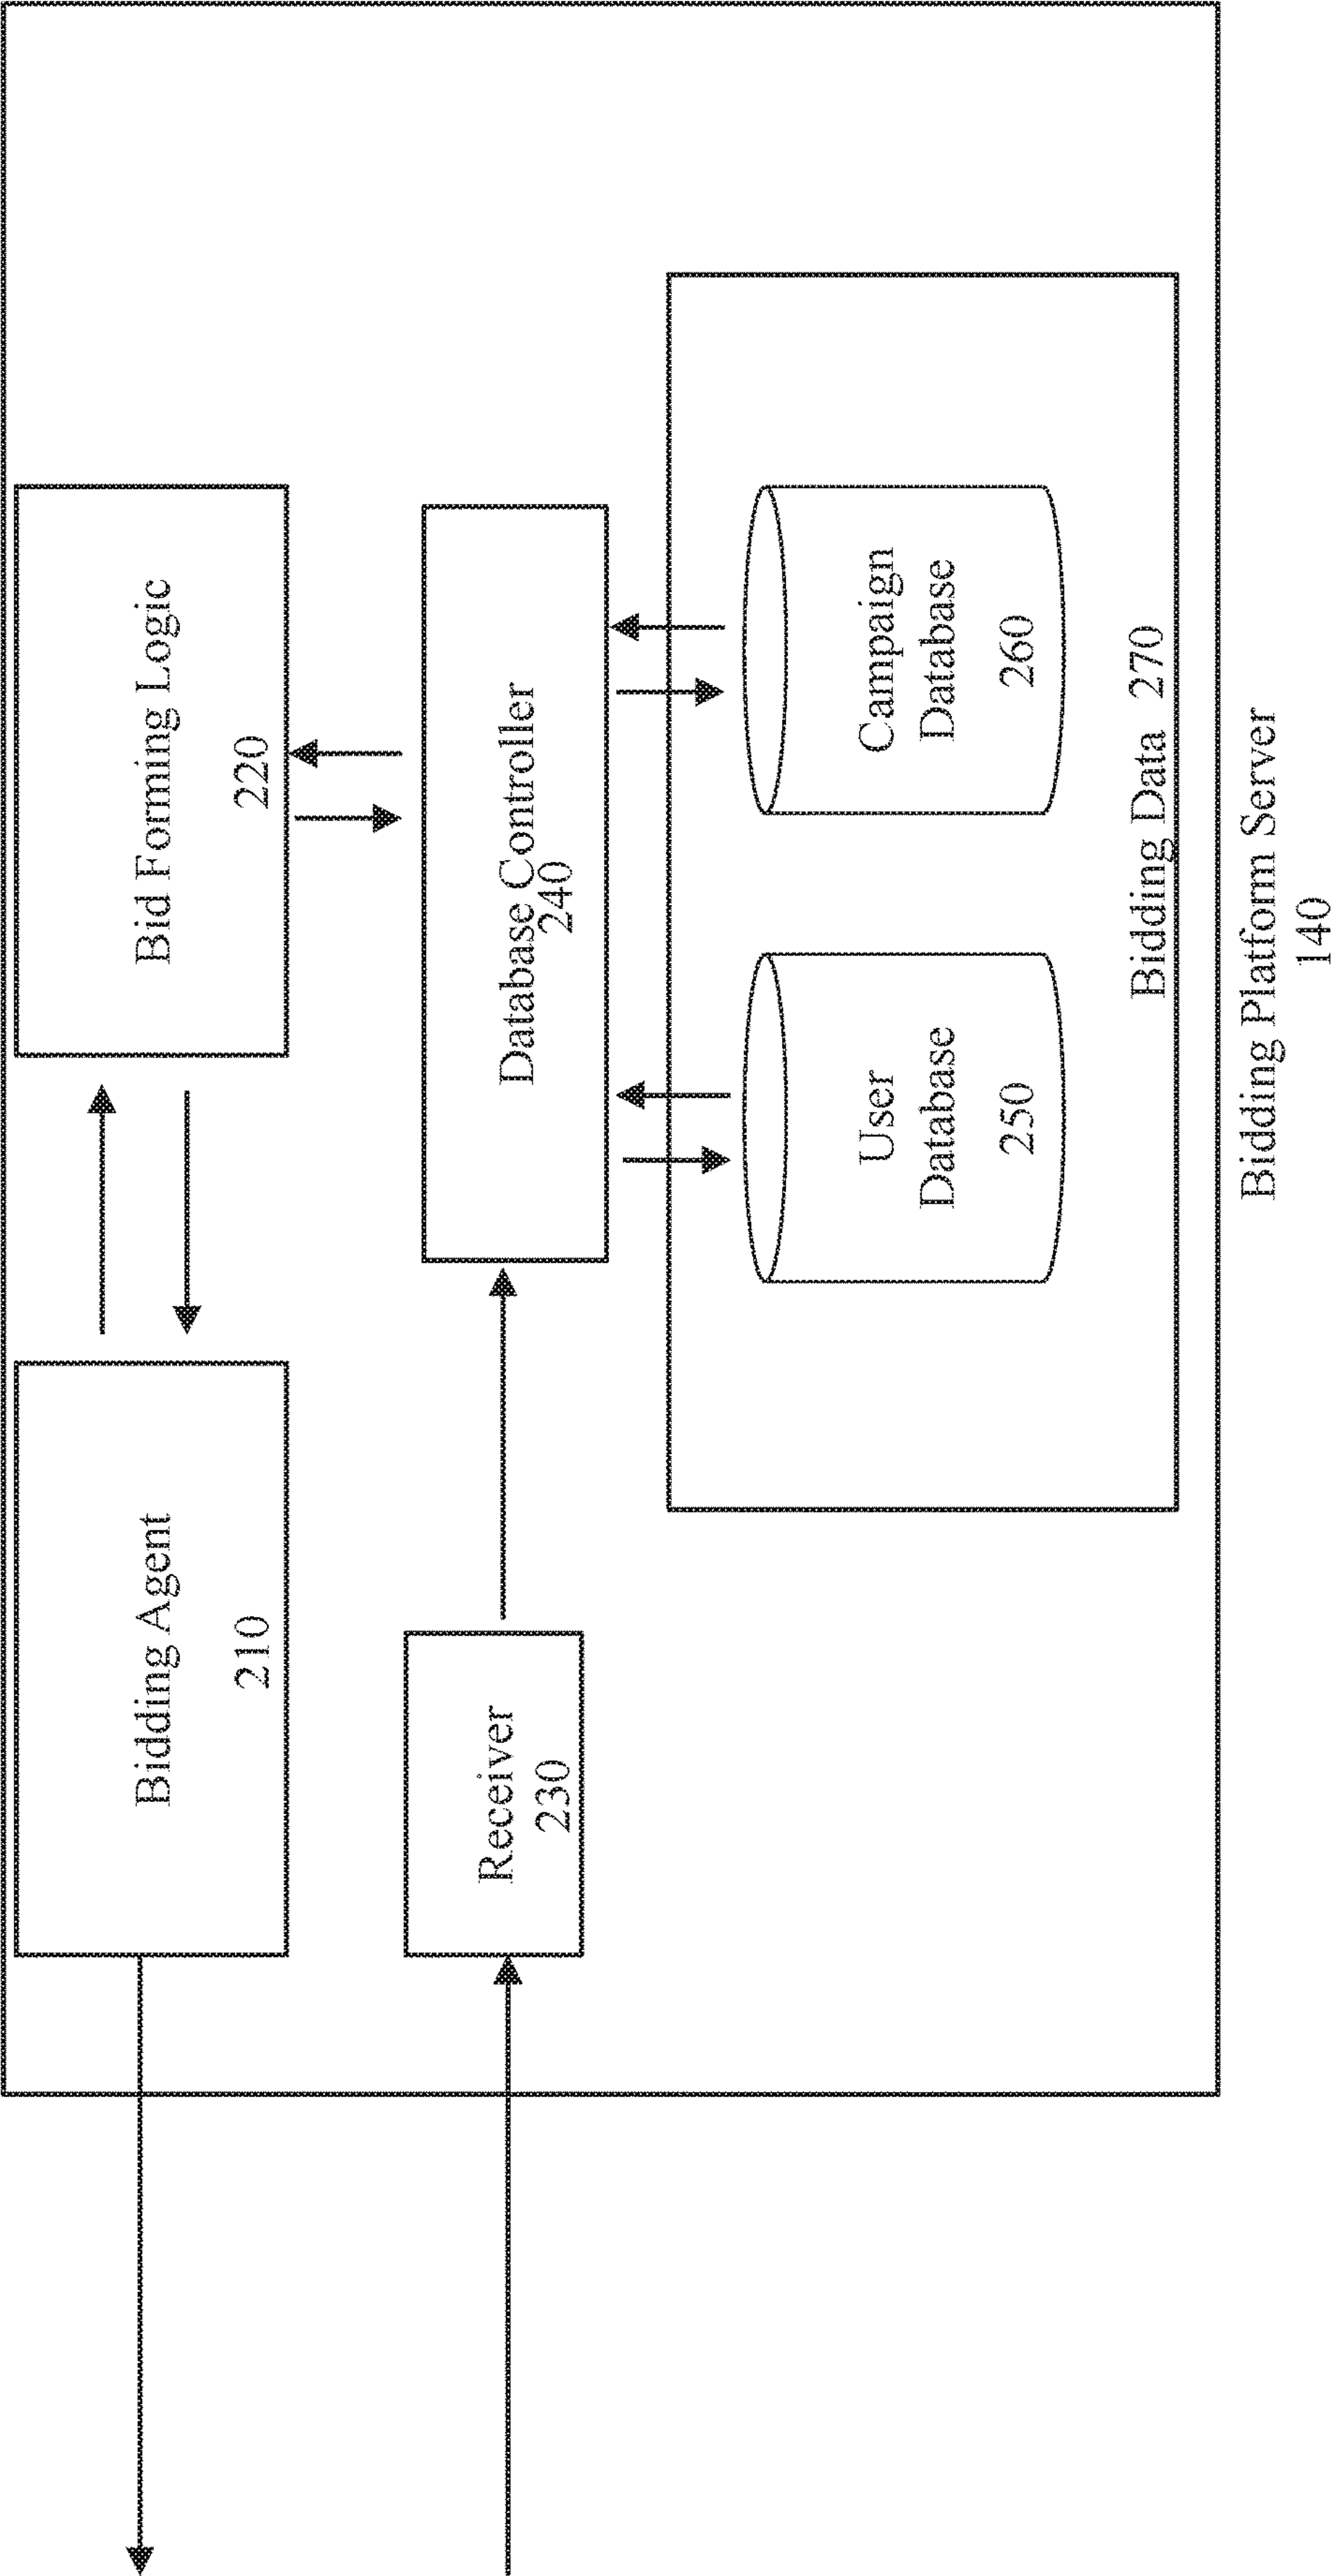 Bidding Agent
210
Bid Forming Logic
220
Receiver
230
Database Controller
240
User
Database
250
Campaign
Database
260
Bidding Data 270
Bidding Platform Server
140